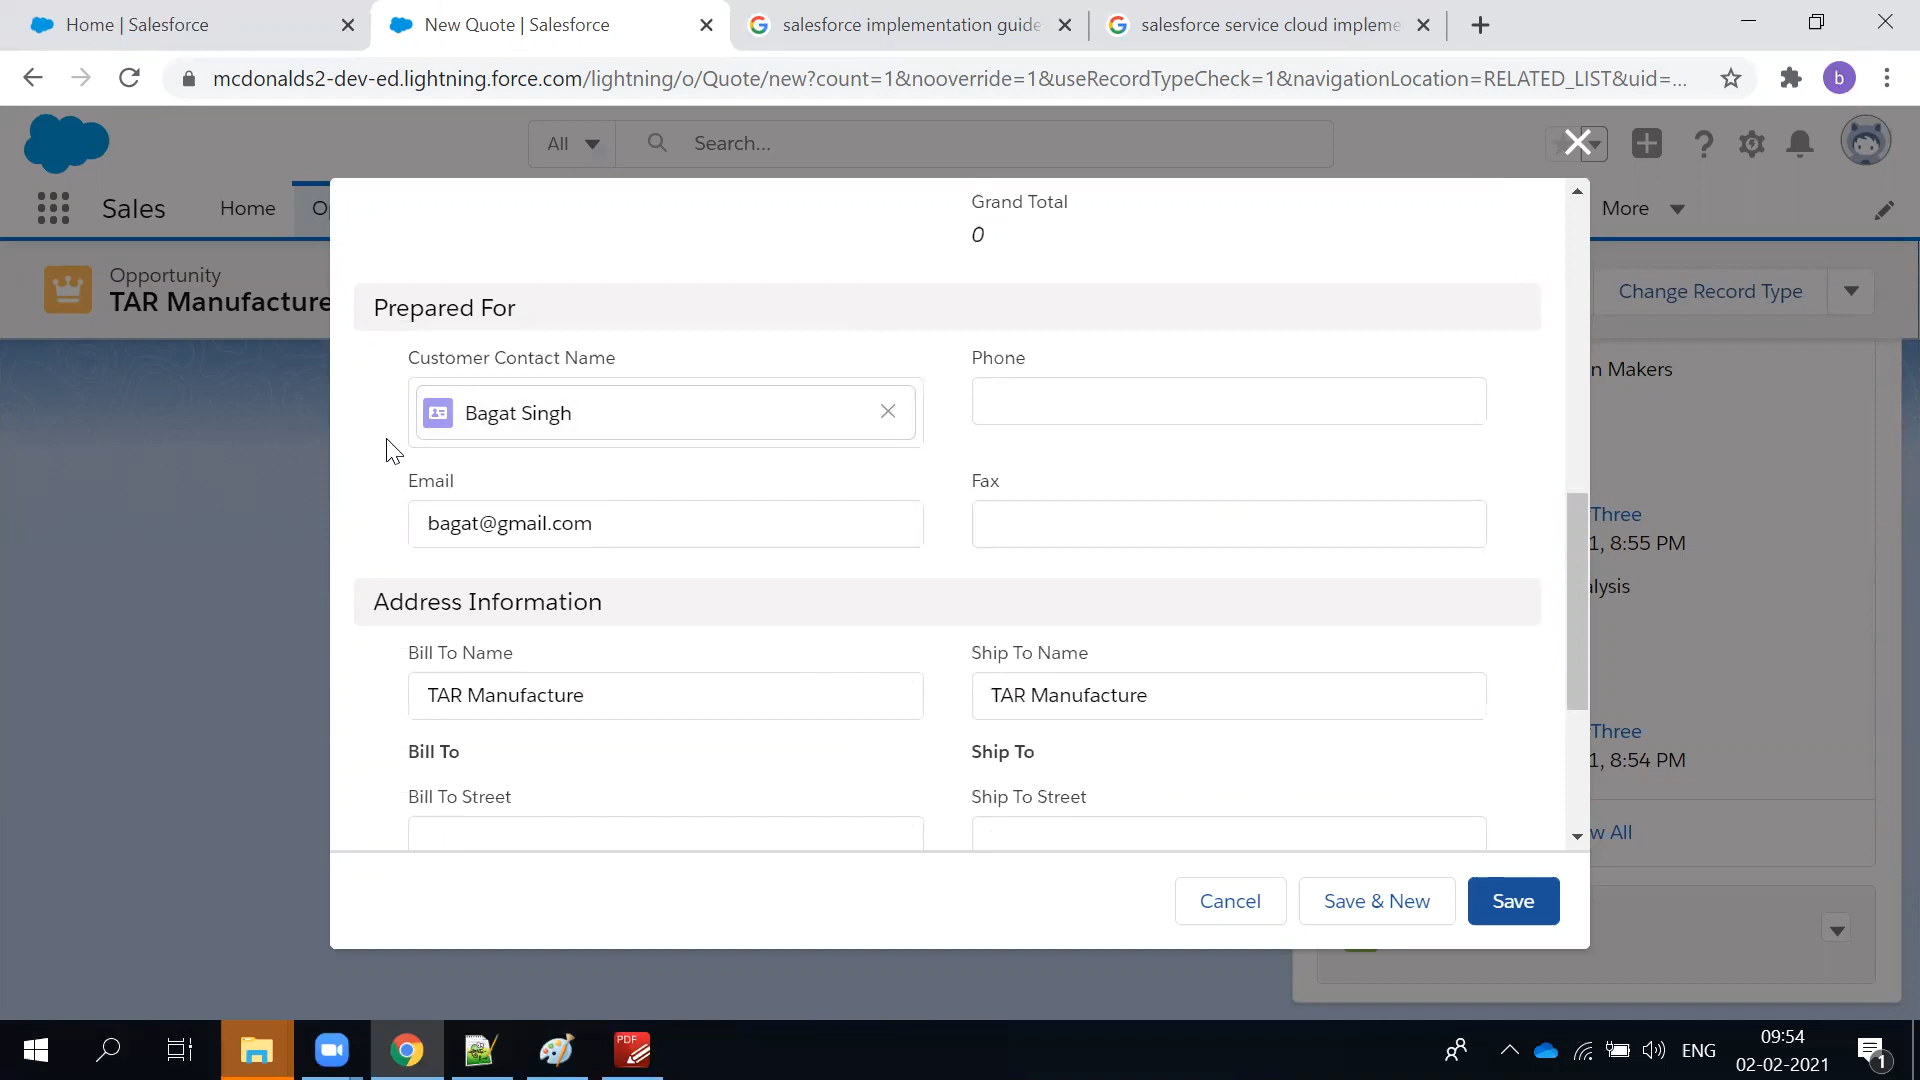 Home | Salesforce
New Quote | Salesforce
salesforce implementation guide
salesforce service cloud impleme
mcdonalds2-dev-ed.lightning.force.com/lightning/o/Quote/new?count=1&nooverride=1&useRecordTypeCheck=1&navigationLocation=RELATED_LIST&uid=...
b
All
Search...
Sales
Home
More
Opportunity
TAR Manufacture
Change Record Type
Grand Total
0
Prepared For
Customer Contact Name
Phone
Bagat Singh
Email
Fax
bagat@gmail.com
Address Information
Bill To Name
Ship To Name
TAR Manufacture
TAR Manufacture
Bill To
Ship To
Bill To Street
Ship To Street
n Makers
Three
1, 8:55 PM
lysis
Three
1, 8:54 PM
w All
Cancel
Save & New
Save
PDF
ENG
09:54
02-02-2021
1